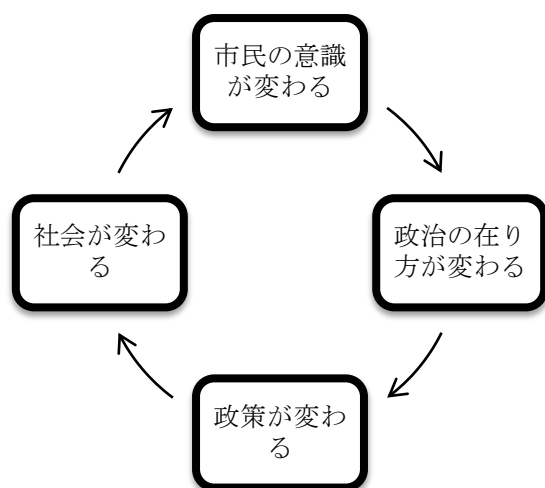 市民の意識
が変わる
政治の在り
方が変わる
政策が変わ
る
社会が変わ
る